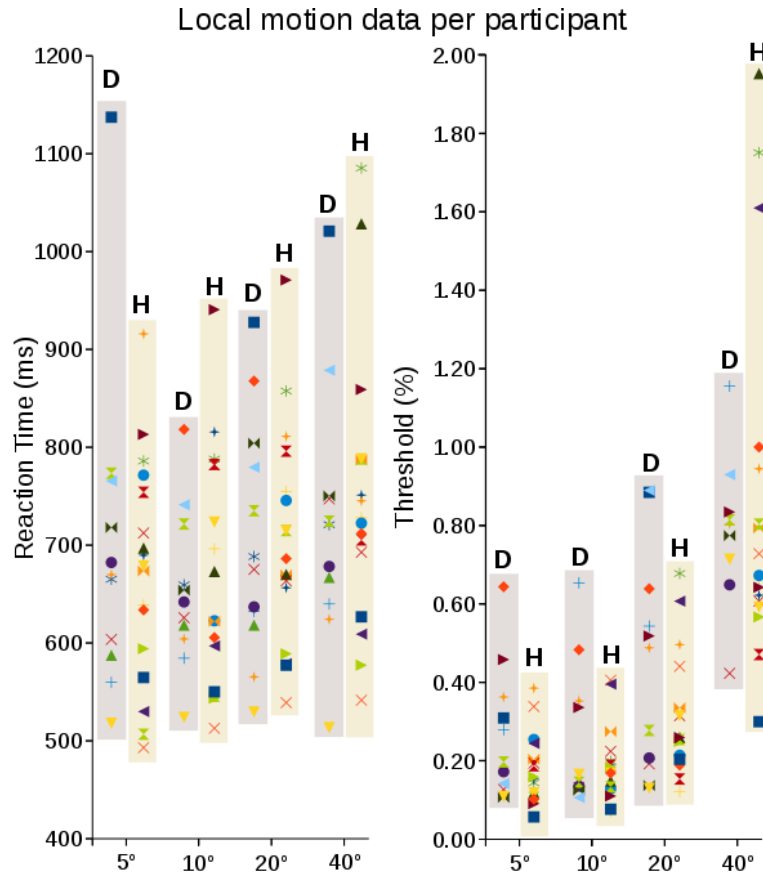 Local motion data per participant
Reaction Time (ms)
1200
1100
1000
900
800
700
600
500
400
D
H
D
H
D
H
D
H
5°
10°
20°
40°
Threshold (%)
2.00
1.80
1.60
1.40
1.20
1.00
0.80
0.60
0.40
0.20
0.00
D
H
D
H
D
H
D
H
5°
10°
20°
40°